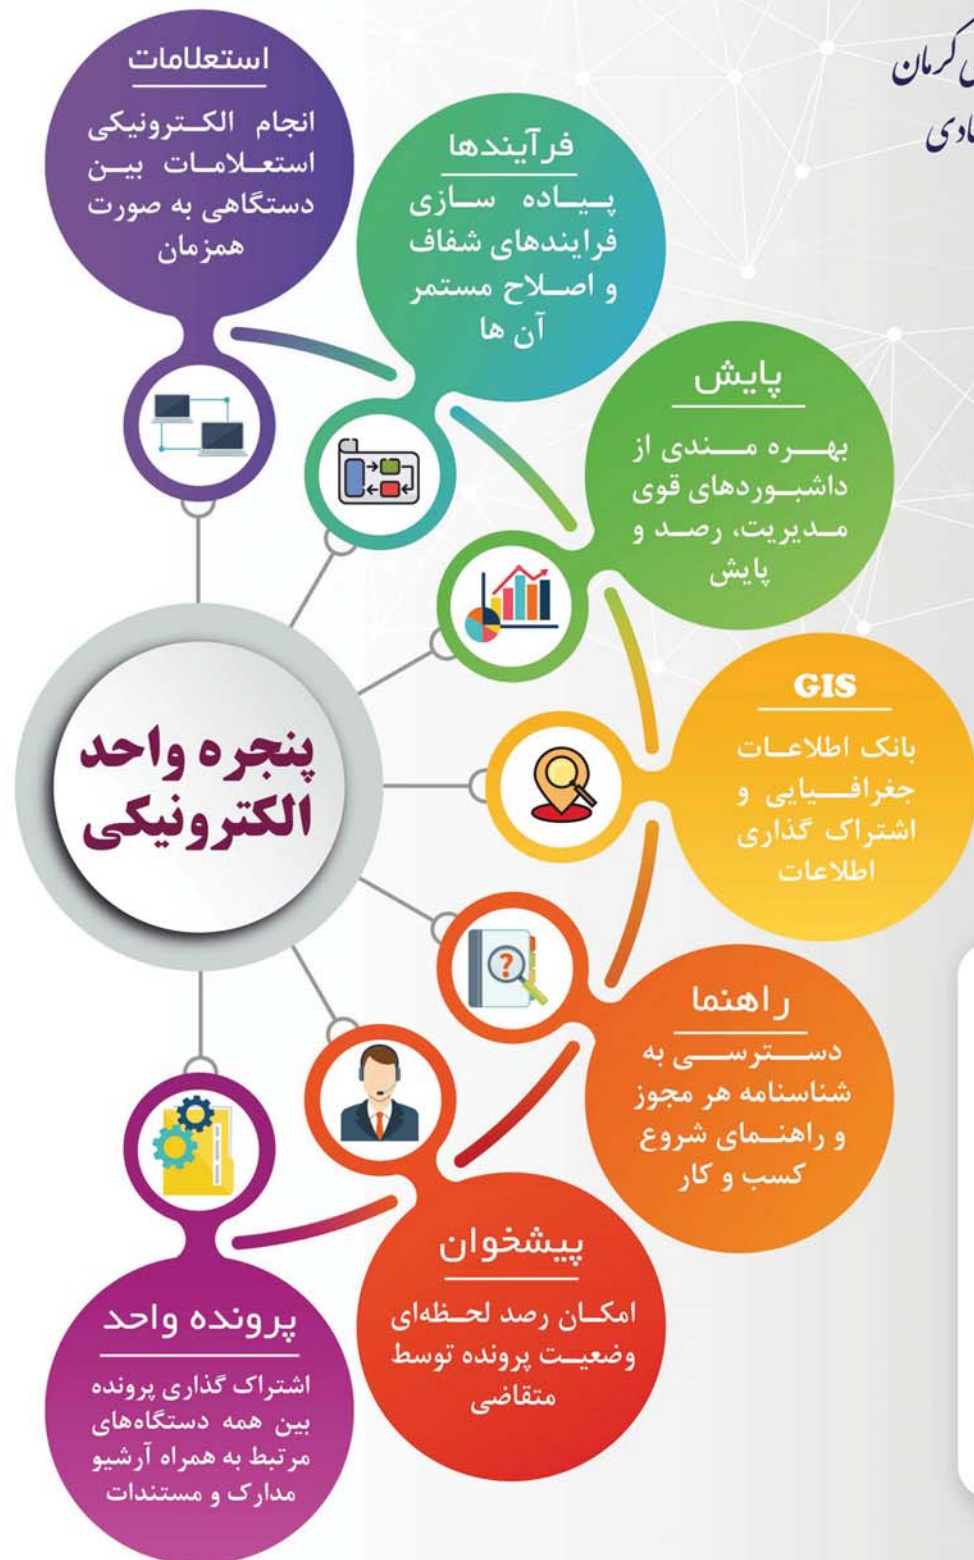 ی کرمان
ادی
استعلامات
انجام الکترونیکی
استعلامات بین
دستگاهی به صورت
همزمان
فرآیندها
پیاده سازی
فرایندهای شفاف
و اصلاح مستمر
آن ها
پایش
بهره مندی از
داشبوردهای قوی
مدیریت، رصد و
پایش
GIS
بانک اطلاعات
جغرافیایی و
اشتراک گذاری
اطلاعات
پنجره واحد
الکترونیکی
راهنما
دسترسی به
شناسنامه هر مجوز
و راهنمای شروع
کسب و کار
پیشخوان
امکان رصد لحظه‌ای
وضعیت پرونده توسط
متقاضی
پرونده واحد
اشتراک گذاری پرونده
بین همه دستگاه‌های
مرتبط به همراه آرشیو
مدارک و مستندات